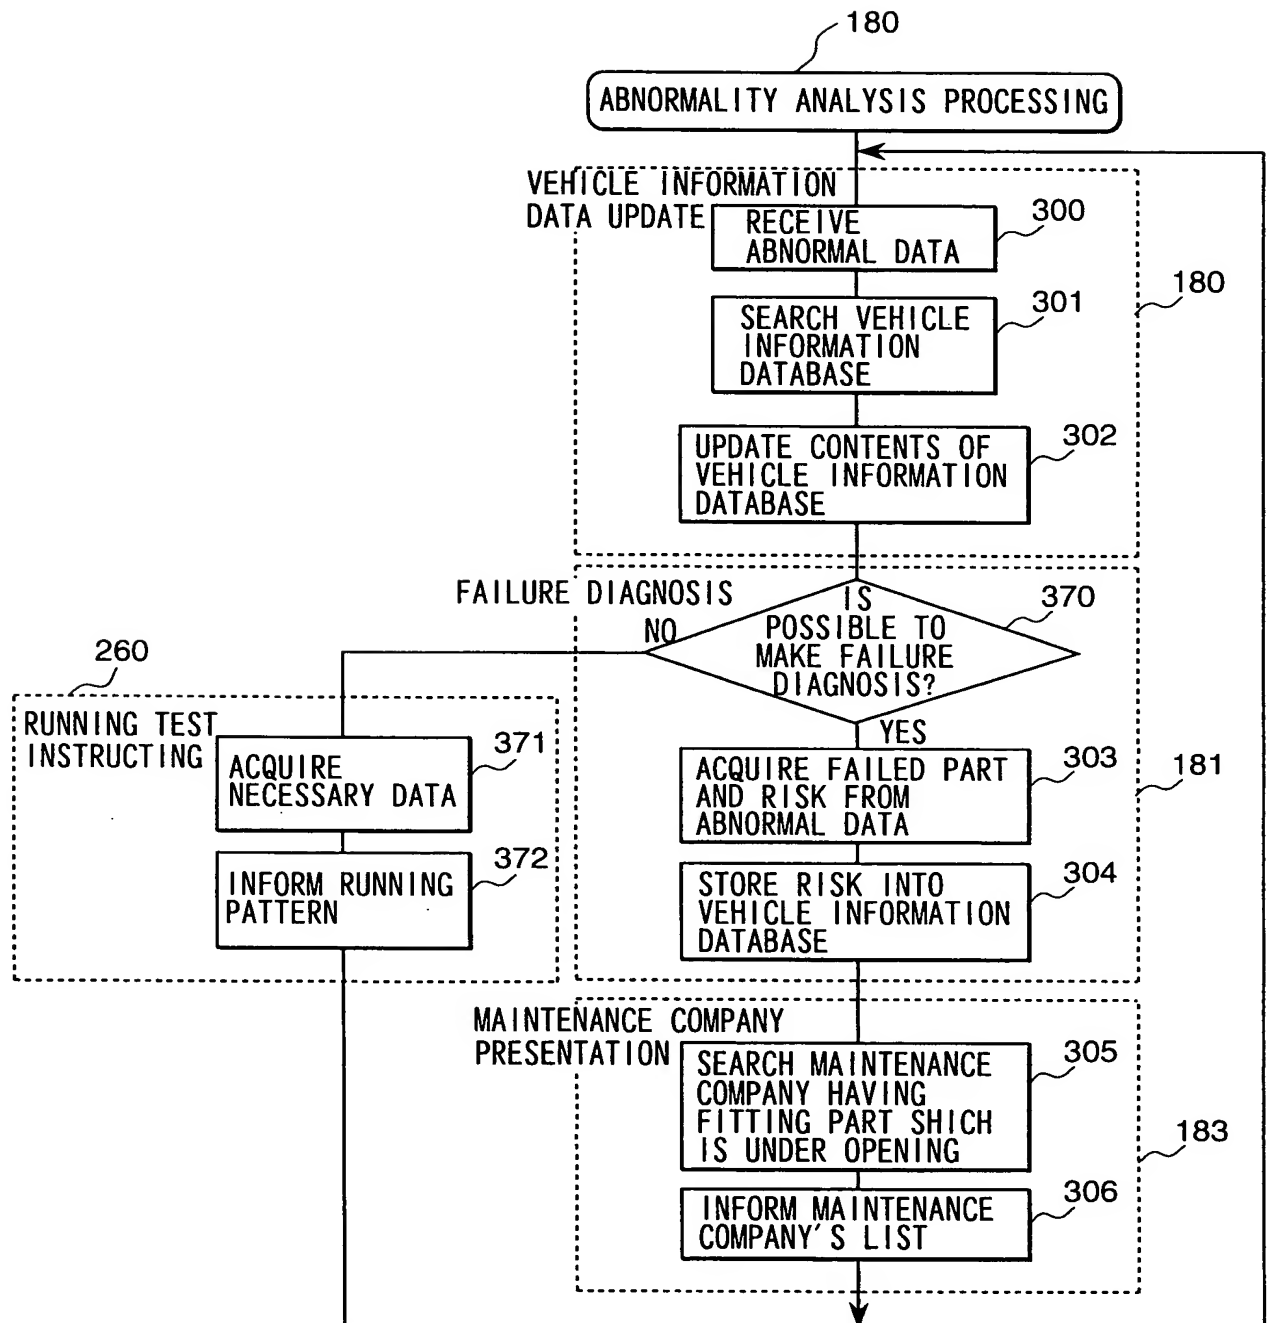 180
ABNORMALITY ANALYSIS PROCESSING
VEHICLE INFORMATION
DATA UPDATE
300
RECEIVE
ABNORMAL DATA
180
301
SEARCH VEHICLE
INFORMATION
DATABASE
302
UPDATE CONTENTS OF
VEHICLE INFORMATION
DATABASE
FAILURE DIAGNOSIS
370
IS
POSSIBLE TO
MAKE FAILURE
DIAGNOSIS?
NO
YES
260
RUNNING TEST
INSTRUCTING
371
ACQUIRE
NECESSARY DATA
372
INFORM RUNNING
PATTERN
303
ACQUIRE FAILED PART
AND RISK FROM
ABNORMAL DATA
181
304
STORE RISK INTO
VEHICLE INFORMATION
DATABASE
MAINTENANCE COMPANY
PRESENTATION
305
SEARCH MAINTENANCE
COMPANY HAVING
FITTING PART SHICH
IS UNDER OPENING
183
306
INFORM MAINTENANCE
COMPANY'S LIST